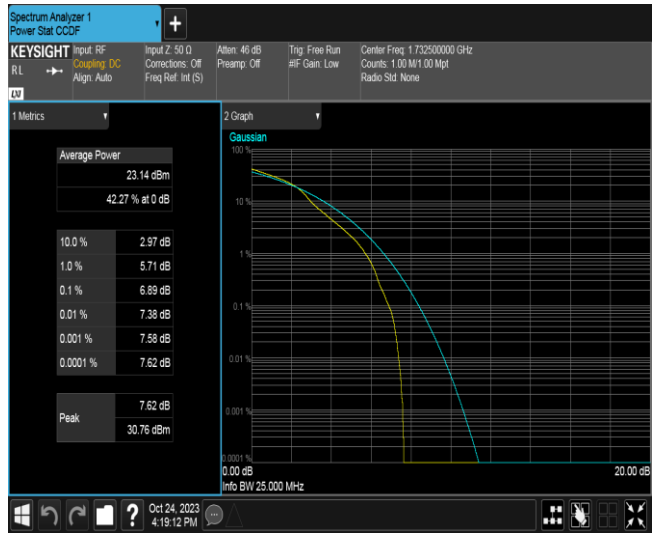 Spectrum Analyzer 1
Power Stat CCDF
KEYSIGHT
RL
LXI
Input: RF
Coupling: DC
Align: Auto
Input Z: 50 Ω
Corrections: Off
Freq Ref: Int (S)
Atten: 46 dB
Preamp: Off
Trig: Free Run
#IF Gain: Low
Center Freq: 1.732500000 GHz
Counts: 1.00 M/1.00 Mpt
Radio Std: None
1 Metrics
Average Power
23.14 dBm
42.27 % at 0 dB
10.0 % 2.97 dB
1.0 % 5.71 dB
0.1 % 6.89 dB
0.01 % 7.38 dB
0.001 % 7.58 dB
0.0001 % 7.62 dB
Peak
7.62 dB
30.76 dBm
2 Graph
Gaussian
100 %
10 %
1 %
0.1 %
0.01 %
0.001 %
0.0001 %
0.00 dB 20.00 dB
Info BW 25.000 MHz
?
Oct 24, 2023
4:19:12 PM